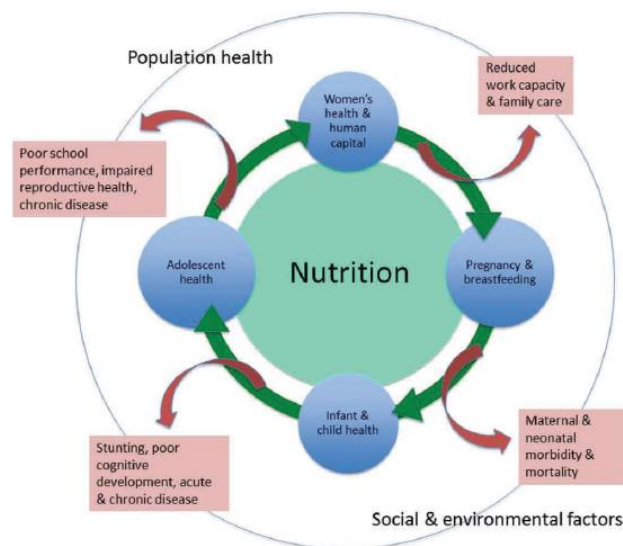 Population health
Women's
health &
human
capital
Reduced
work capacity
& family care
Poor school
performance, impaired
reproductive health,
chronic disease
Adolescent
health
Nutrition
Pregnancy &
breastfeeding
Infant &
child health
Stunting, poor
cognitive
development, acute
& chronic disease
Maternal &
neonatal
morbidity &
mortality
Social & environmental factors